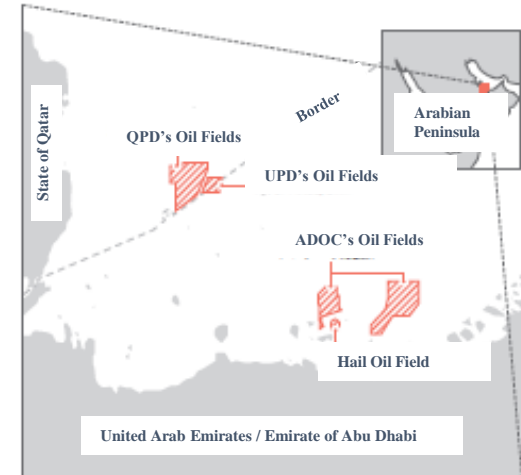 Border
Arabian
Peninsula
State of Qatar
QPD's Oil Fields
UPD's Oil Fields
ADOC's Oil Fields
Hail Oil Field
United Arab Emirates / Emirate of Abu Dhabi